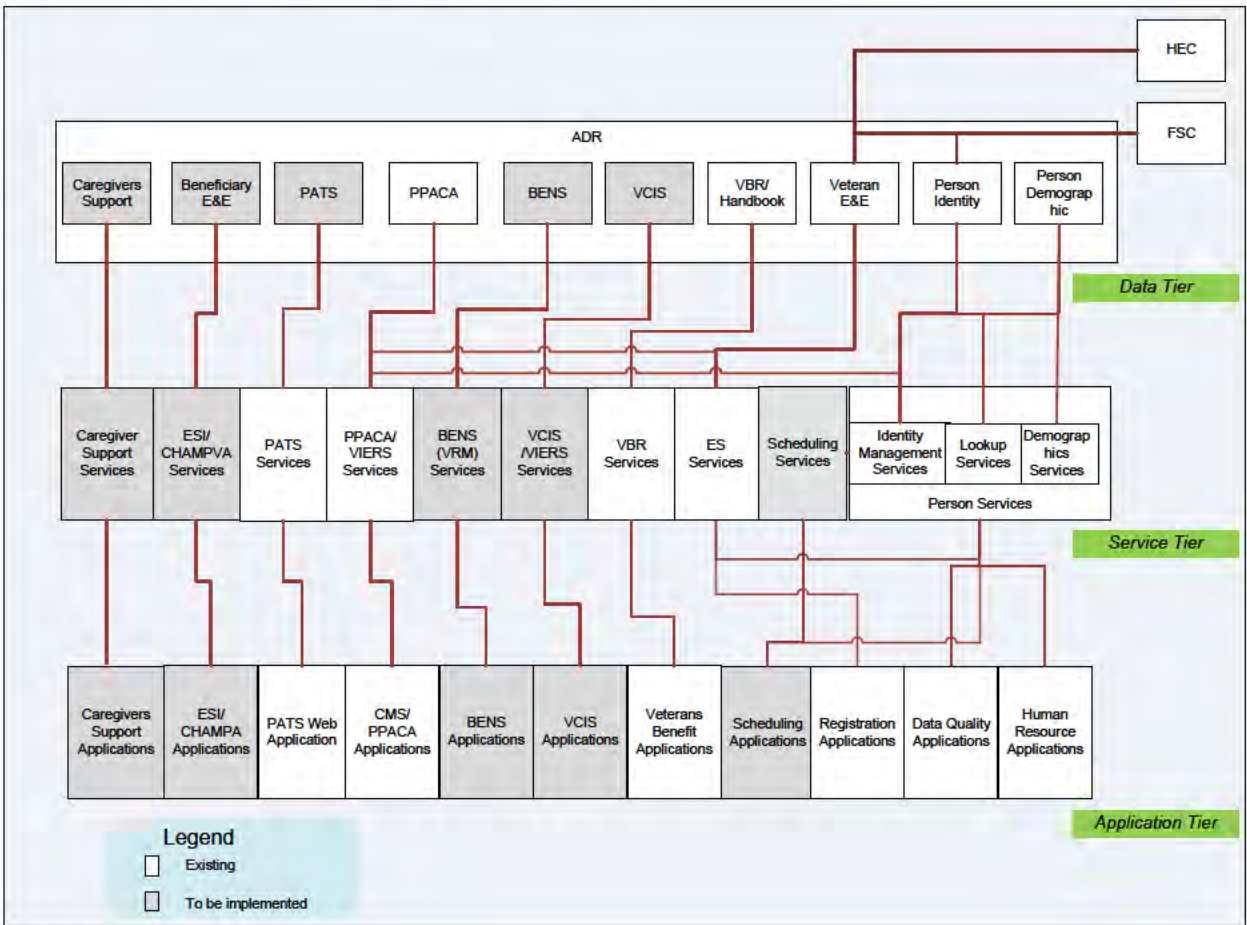 HEC
FSC
ADR
Caregivers
Support
Beneficiary
E&E
PATS
PPACA
BENS
VCIS
VBR/
Handbook
Veteran
E&E
Person
Identity
Person
Demograp
hic
Data Tier
Caregiver
Support
Services
ESI/
CHAMPVA
Services
PATS
Services
PPACA/
VIERS
Services
BENS
(VRM)
Services
VCIS
/VIERS
Services
VBR
Services
ES
Services
Scheduling
Services
Identity
Management
Services
Lookup
Services
Demograp
hics
Services
Person Services
Service Tier
Caregivers
Support
Applications
ESI/
CHAMPA
Applications
PATS Web
Application
CMS/
PPACA
Applications
BENS
Applications
VCIS
Applications
Veterans
Benefit
Applications
Scheduling
Applications
Registration
Applications
Data Quality
Applications
Human
Resource
Applications
Application Tier
Legend
Existing
To be implemented